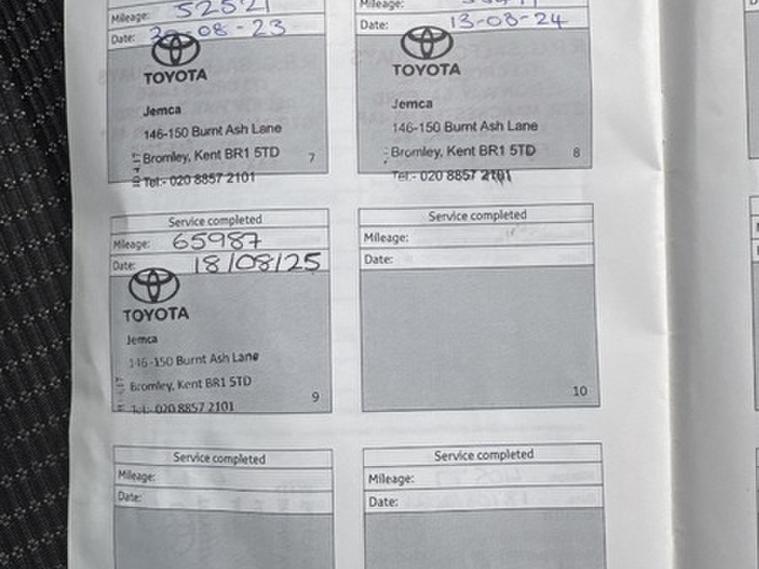 Mileage: 52521
Mileage:
Date: -08-23
Date: 13-08-24
TOYOTA
Jemca
146-150 Burnt Ash Lane
Bromley, Kent BR1 5TD
Tel:- 020 8857 2101
7
TOYOTA
Jemca
146-150 Burnt Ash Lane
Bromley, Kent BR1 5TD
Tel:- 020 8857 2101
8
Service completed
Mileage: 65987
Date: 18/08/25
TOYOTA
Jemca
146-150 Burnt Ash Lane
Bromley, Kent BR1 5TD
Tel:- 020 8857 2101
9
Service completed
Mileage:
Date:
10
Service completed
Mileage:
Date:
Service completed
Mileage:
Date: